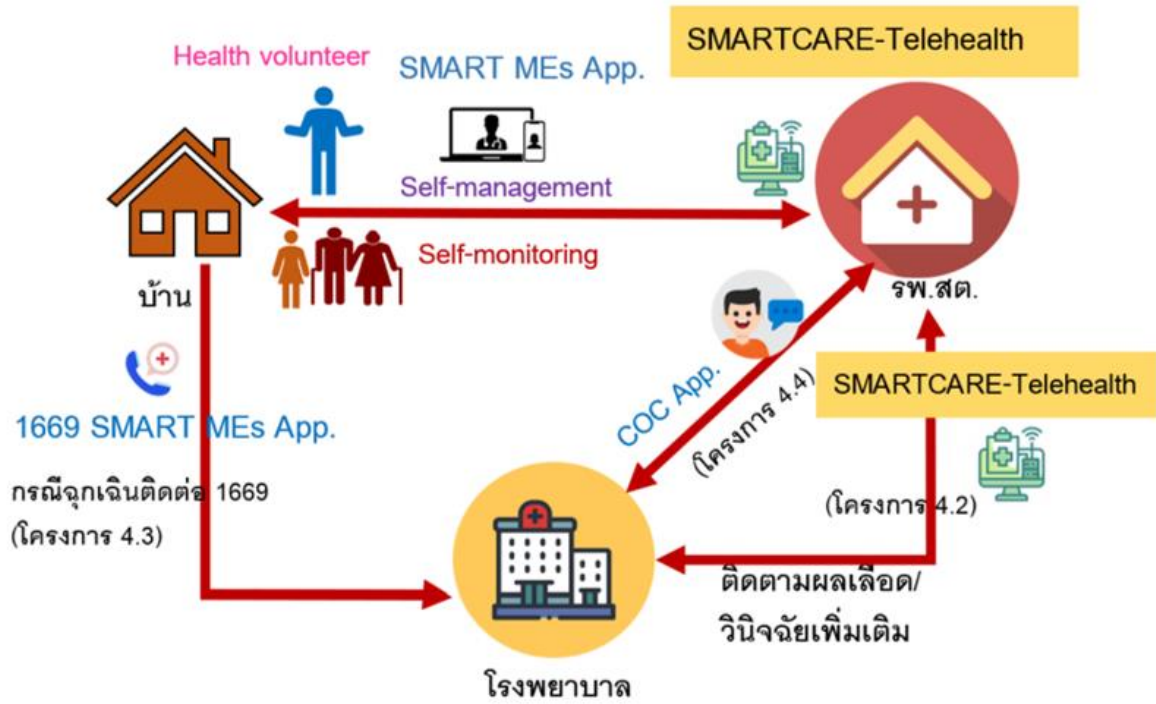 Health volunteer
SMART MEs App.
SMARTCARE-Telehealth
Self-management
Self-monitoring
บ้าน
รพ.สต.
1669 SMART MEs App.
กรณีฉุกเฉินติดต่อ 1669
(โครงการ 4.3)
COC App.
(โครงการ 4.4)
SMARTCARE-Telehealth
(โครงการ 4.2)
ติดตามผลเลือด/
วินิจฉัยเพิ่มเติม
โรงพยาบาล